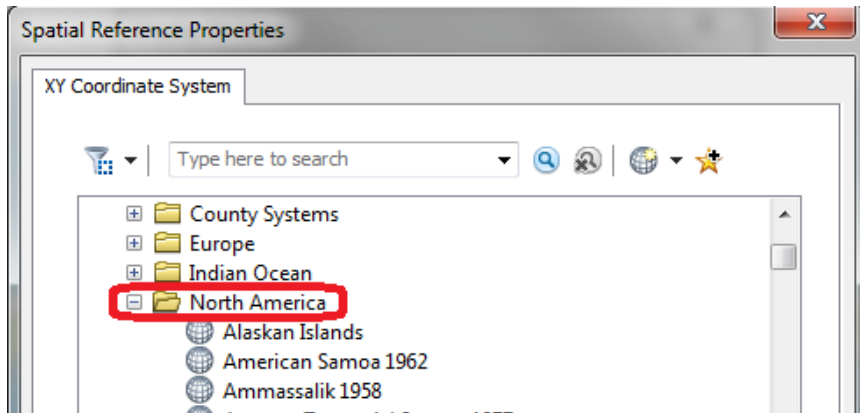 Spatial Reference Properties
XY Coordinate System
Type here to search
County Systems
Europe
Indian Ocean
North America
Alaskan Islands
American Samoa 1962
Ammassalik 1958